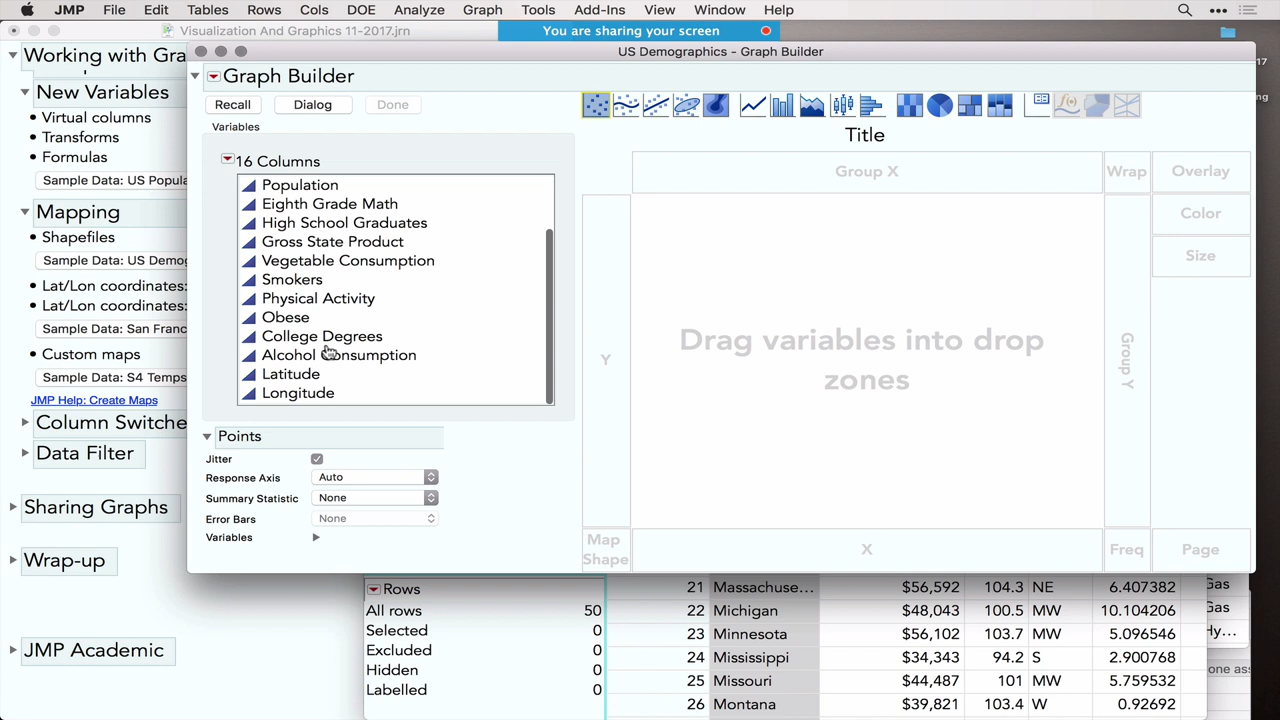 JMP File Edit Tables Rows Cols DOE Analyze Graph Tools Add-Ins View Window Help
Visualization And Graphics 11-2017.jrn
You are sharing your screen
US Demographics - Graph Builder
17
Working with Gra
New Variables
• Virtual columns
• Transforms
• Formulas
Sample Data: US Popula
Mapping
• Shapefiles
Sample Data: US Demog
• Lat/Lon coordinates:
• Lat/Lon coordinates:
Sample Data: San Franc
• Custom maps
Sample Data: S4 Temps
JMP Help: Create Maps
Column Switche
Data Filter
Sharing Graphs
Wrap-up
JMP Academic
Graph Builder
Recall Dialog Done
Variables
16 Columns
Population
Eighth Grade Math
High School Graduates
Gross State Product
Vegetable Consumption
Smokers
Physical Activity
Obese
College Degrees
Alcohol Consumption
Latitude
Longitude
Points
Jitter
Response Axis Auto
Summary Statistic None
Error Bars None
Variables
Title
Group X
Wrap
Overlay
Color
Size
Y
Drag variables into drop
zones
Group Y
Map
Shape
X
Freq
Page
ng
Rows
All rows 50
Selected 0
Excluded 0
Hidden 0
Labelled 0
21 Massachuse... $56,592 104.3 NE 6.407382 Gas
22 Michigan $48,043 100.5 MW 10.104206 Gas
23 Minnesota $56,102 103.7 MW 5.096546 Hy...
24 Mississippi $34,343 94.2 S 2.900768
25 Missouri $44,487 101 MW 5.759532 one ass
26 Montana $39,821 103.4 W 0.92692